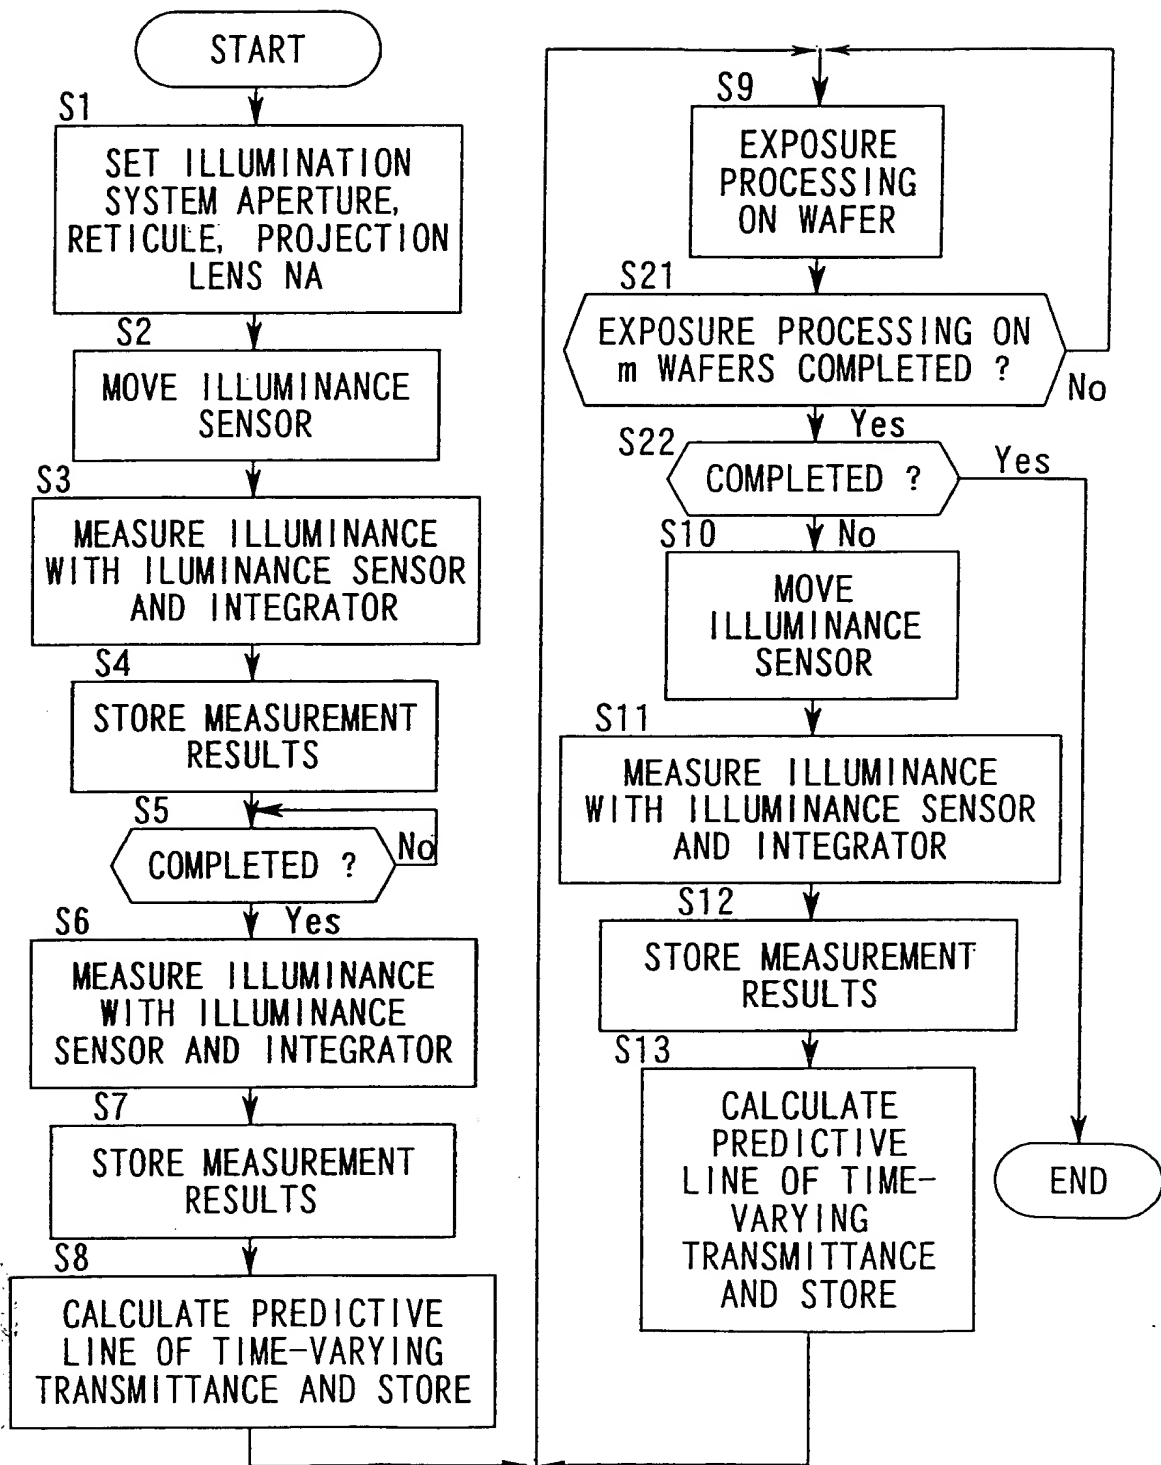 START
S1
SET ILLUMINATION
SYSTEM APERTURE,
RETICULE, PROJECTION
LENS NA
S2
MOVE ILLUMINANCE
SENSOR
S3
MEASURE ILLUMINANCE
WITH ILUMINANCE SENSOR
AND INTEGRATOR
S4
STORE MEASUREMENT
RESULTS
S5
COMPLETED ?
No
Yes
S6
MEASURE ILLUMINANCE
WITH ILLUMINANCE
SENSOR AND INTEGRATOR
S7
STORE MEASUREMENT
RESULTS
S8
CALCULATE PREDICTIVE
LINE OF TIME-VARYING
TRANSMITTANCE AND STORE
S9
EXPOSURE
PROCESSING
ON WAFER
S21
EXPOSURE PROCESSING ON
m WAFERS COMPLETED ?
No
Yes
S22
COMPLETED ?
Yes
No
S10
MOVE
ILLUMINANCE
SENSOR
S11
MEASURE ILLUMINANCE
WITH ILLUMINANCE SENSOR
AND INTEGRATOR
S12
STORE MEASUREMENT
RESULTS
S13
CALCULATE
PREDICTIVE
LINE OF TIME-
VARYING
TRANSMITTANCE
AND STORE
END